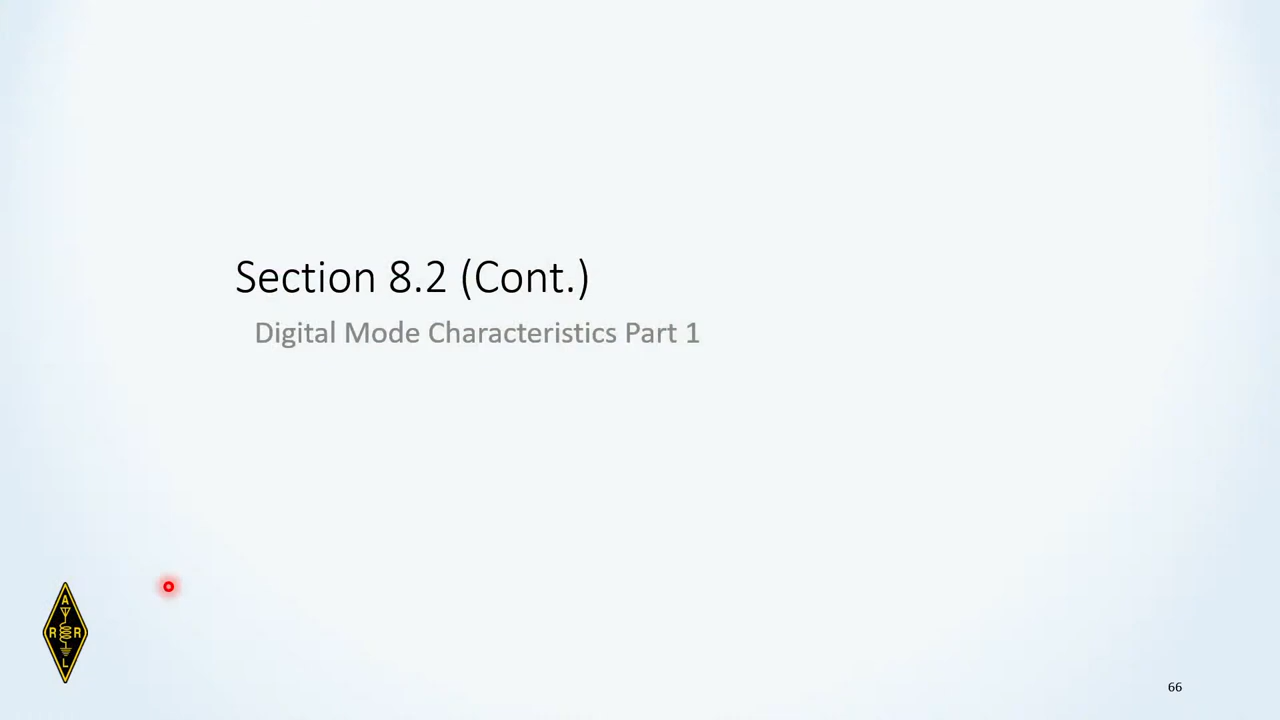 Section 8.2 (Cont.)
Digital Mode Characteristics Part 1
A
R R
L
66